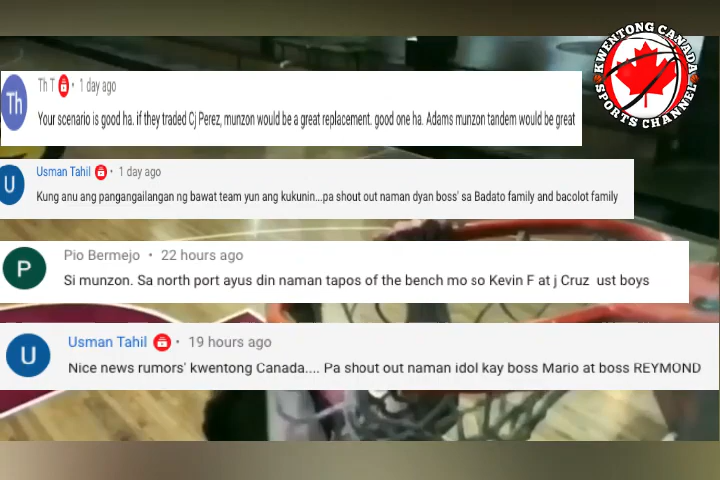 KWENTONG CANADA
SPORTS CHANNEL
Th
Th T • 1 day ago
Your scenario is good ha. if they traded Cj Perez, munzon would be a great replacement. good one ha. Adams munzon tandem would be great
U
Usman Tahil • 1 day ago
Kung anu ang pangangailangan ng bawat team yun ang kukunin...pa shout out naman dyan boss' sa Badato family and bacolot family
P
Pio Bermejo • 22 hours ago
Si munzon. Sa north port ayus din naman tapos of the bench mo so Kevin F at j Cruz ust boys
U
Usman Tahil • 19 hours ago
Nice news rumors' kwentong Canada.... Pa shout out naman idol kay boss Mario at boss REYMOND